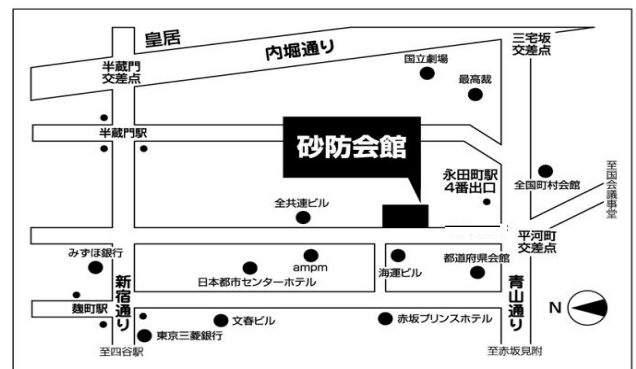 皇居
内堀通り
三宅坂
交差点
半蔵門
交差点
国立劇場
最高裁
半蔵門駅
砂防会館
永田町駅
4番出口
全国町村会館
至国会議事堂
全共連ビル
平河町
交差点
みずほ銀行
ampm
日本都市センターホテル
海運ビル
都道府県会館
新宿通り
青山通り
N
麹町駅
文春ビル
赤坂プリンスホテル
東京三菱銀行
至四谷駅
至赤坂見附